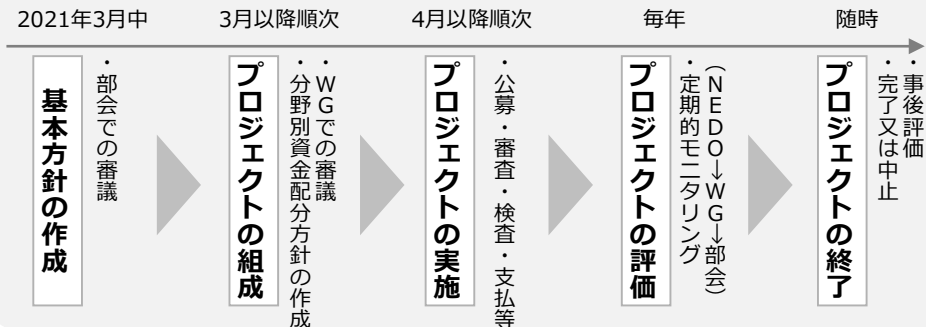 2021年3月中
3月以降順次
4月以降順次
毎年
随時
基本方針の作成
・部会での審議
プロジェクトの組成
・WGでの審議
・分野別資金配分方針の作成
プロジェクトの実施
・公募・審査・検査・支払等
プロジェクトの評価
（NEDO→WG→部会）
・定期的モニタリング
プロジェクトの終了
・事後評価
・完了又は中止